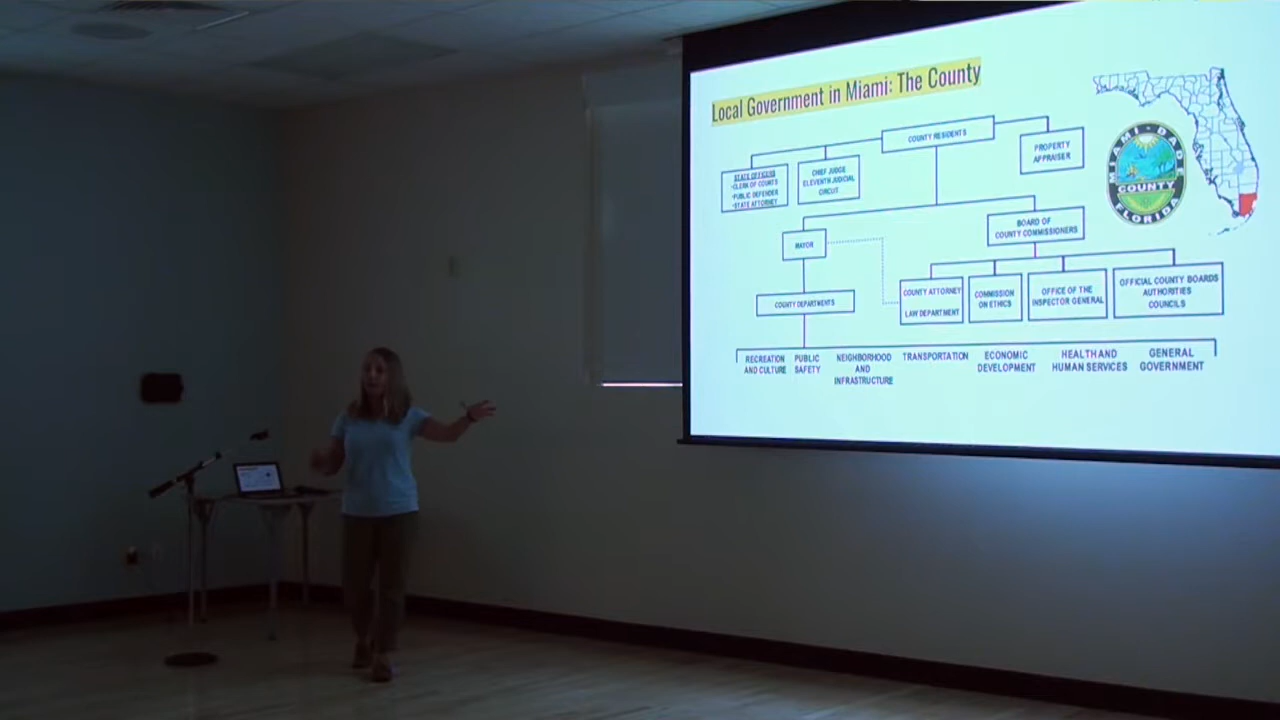 Local Government in Miami: The County
COUNTY RESIDENTS
PROPERTY
APPRAISER
STATE OFFICERS
•CLERK OF COURTS
•PUBLIC DEFENDER
•STATE ATTORNEY
CHIEF JUDGE
ELEVENTH JUDICIAL
CIRCUIT
MIAMI-DADE
COUNTY
FLORIDA
MAYOR
BOARD OF
COUNTY COMMISSIONERS
COUNTY DEPARTMENTS
COUNTY ATTORNEY
LAW DEPARTMENT
COMMISSION
ON ETHICS
OFFICE OF THE
INSPECTOR GENERAL
OFFICIAL COUNTY BOARDS
AUTHORITIES
COUNCILS
RECREATION
AND CULTURE
PUBLIC
SAFETY
NEIGHBORHOOD
AND
INFRASTRUCTURE
TRANSPORTATION
ECONOMIC
DEVELOPMENT
HEALTH AND
HUMAN SERVICES
GENERAL
GOVERNMENT